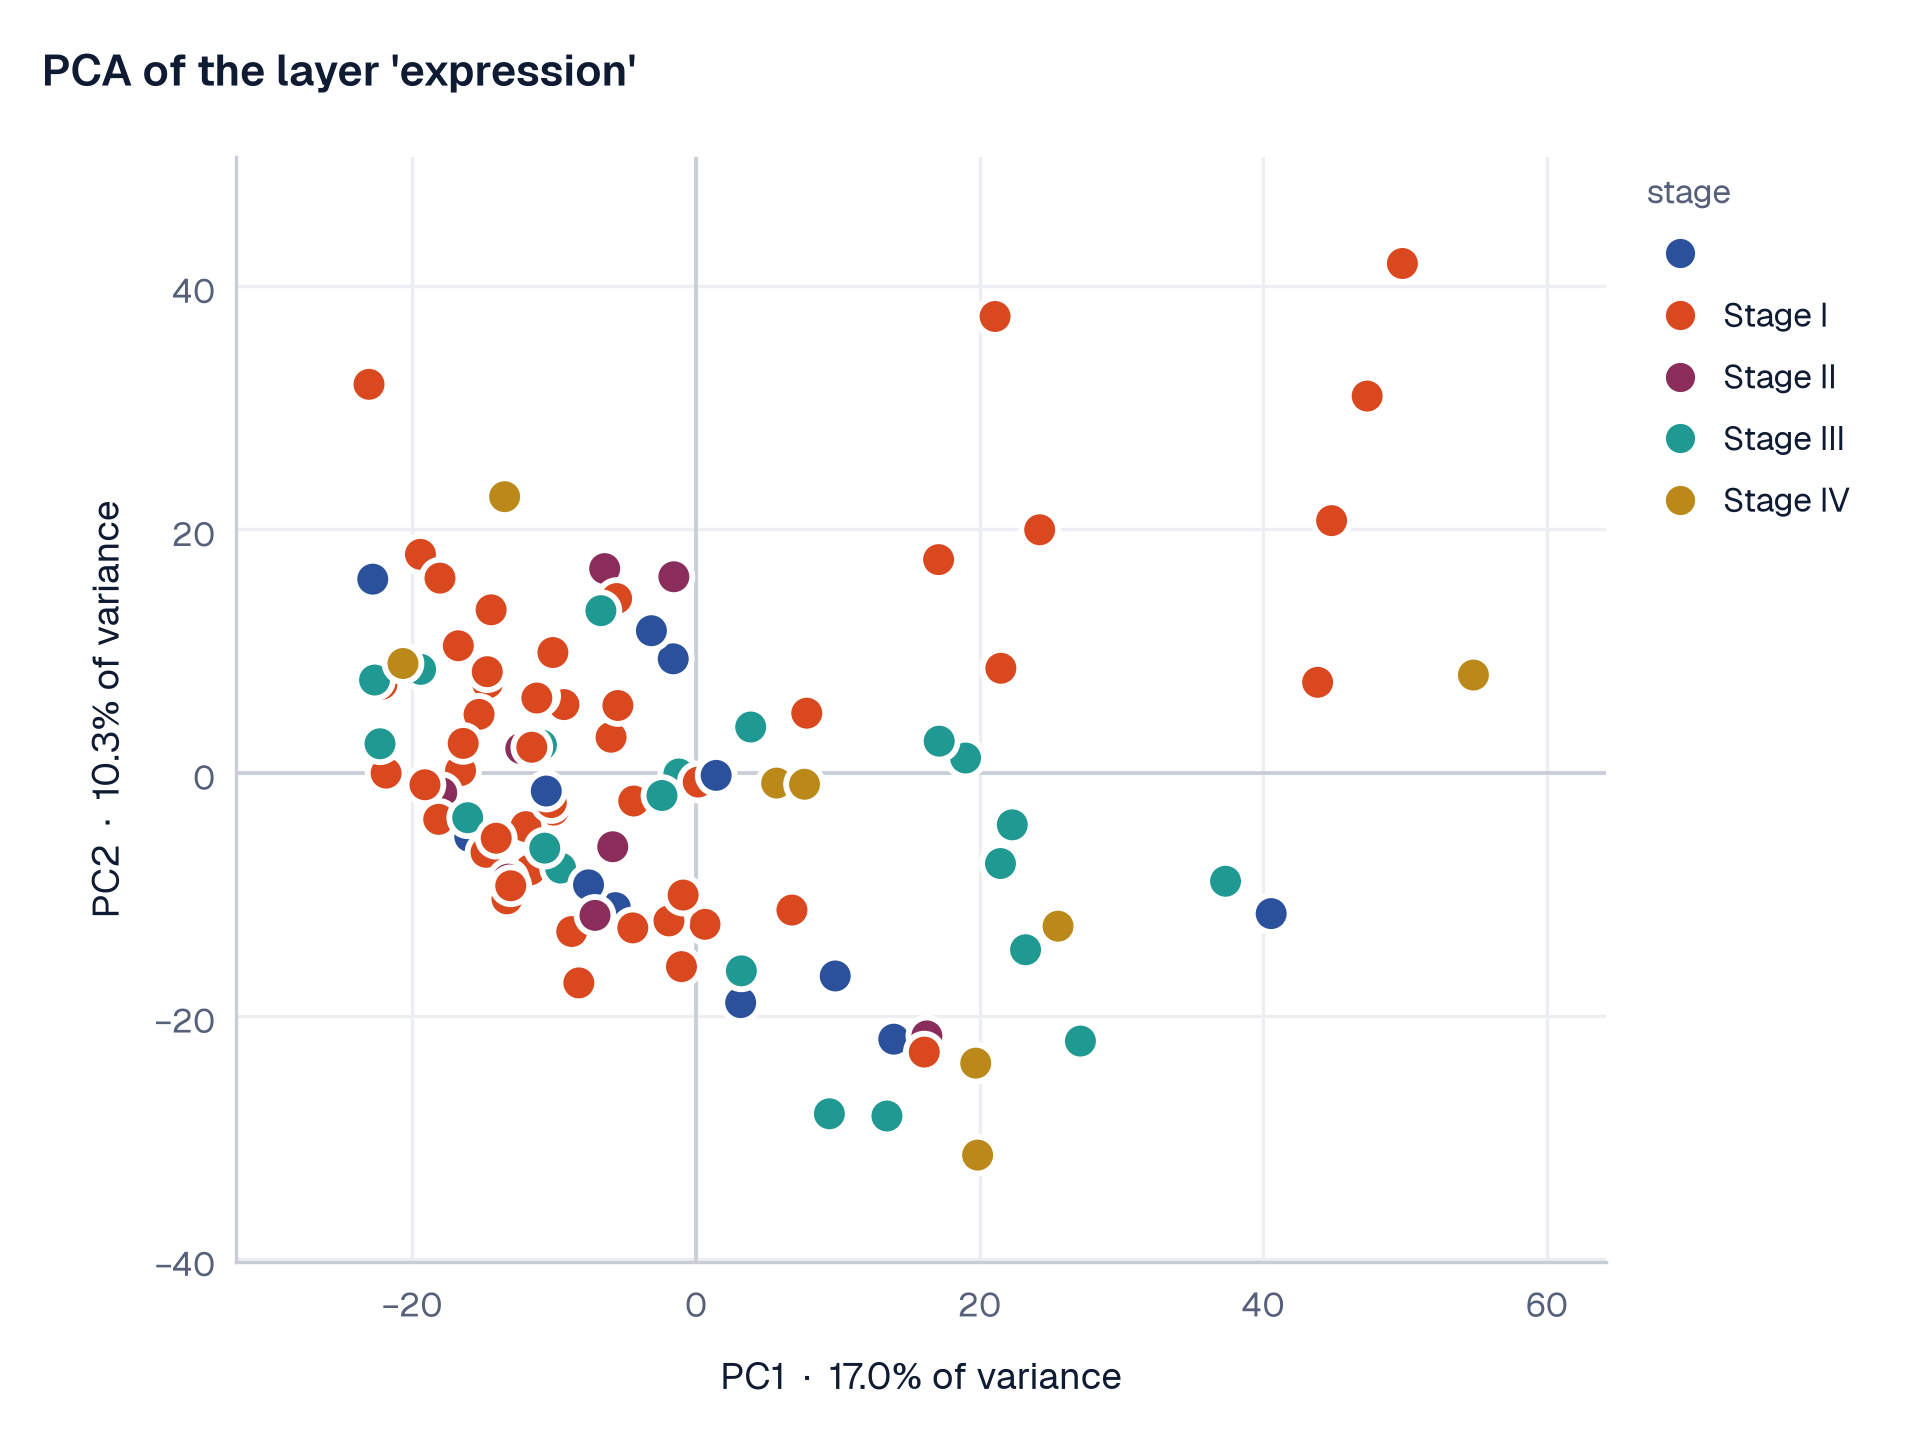 PCA of the layer 'expression'
stage
Stage I
Stage II
Stage III
Stage IV
PC2 · 10.3% of variance
40
20
0
−20
−40
−20 0 20 40 60
PC1 · 17.0% of variance